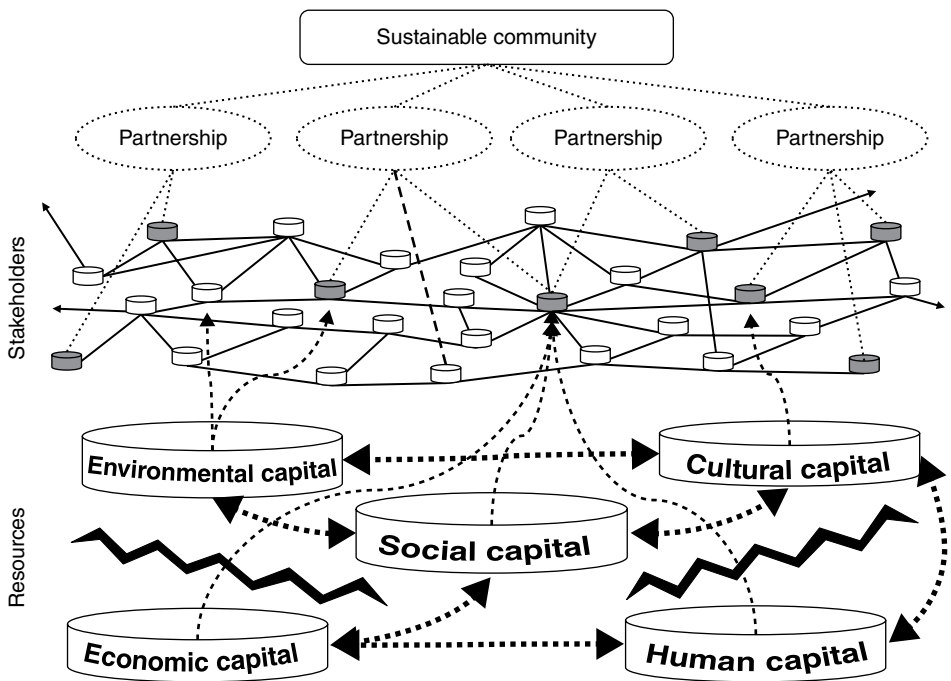 Sustainable community
Partnership
Partnership
Partnership
Partnership
Stakeholders
Environmental capital
Cultural capital
Social capital
Resources
Economic capital
Human capital